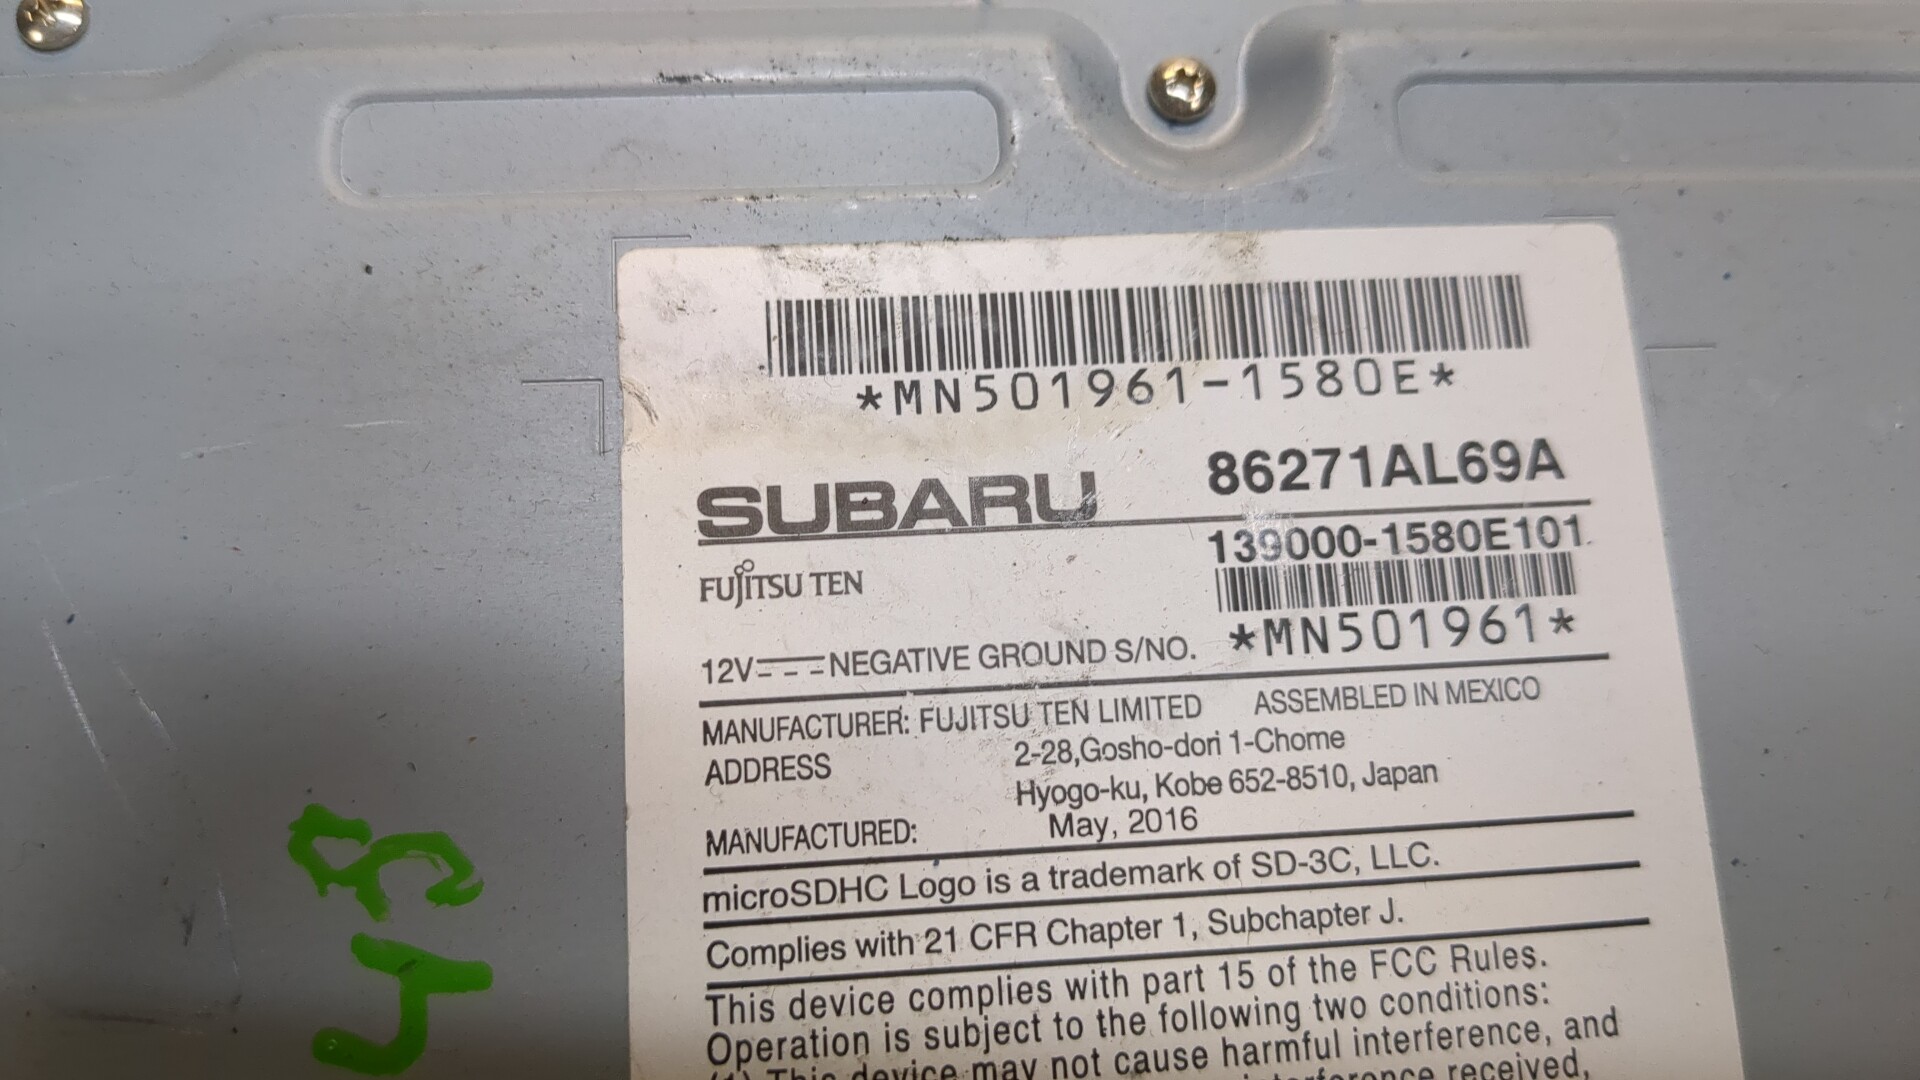 *MN501961-1580E*
SUBARU 86271AL69A
139000-1580E101
FUJITSU TEN
12V NEGATIVE GROUND S/NO. *MN501961*
MANUFACTURER: FUJITSU TEN LIMITED ASSEMBLED IN MEXICO
ADDRESS 2-28,Gosho-dori 1-Chome
Hyogo-ku, Kobe 652-8510, Japan
MANUFACTURED: May, 2016
microSDHC Logo is a trademark of SD-3C, LLC.
Complies with 21 CFR Chapter 1, Subchapter J.
This device complies with part 15 of the FCC Rules.
Operation is subject to the following two conditions:
(1) This device may not cause harmful interference, and
interference received,